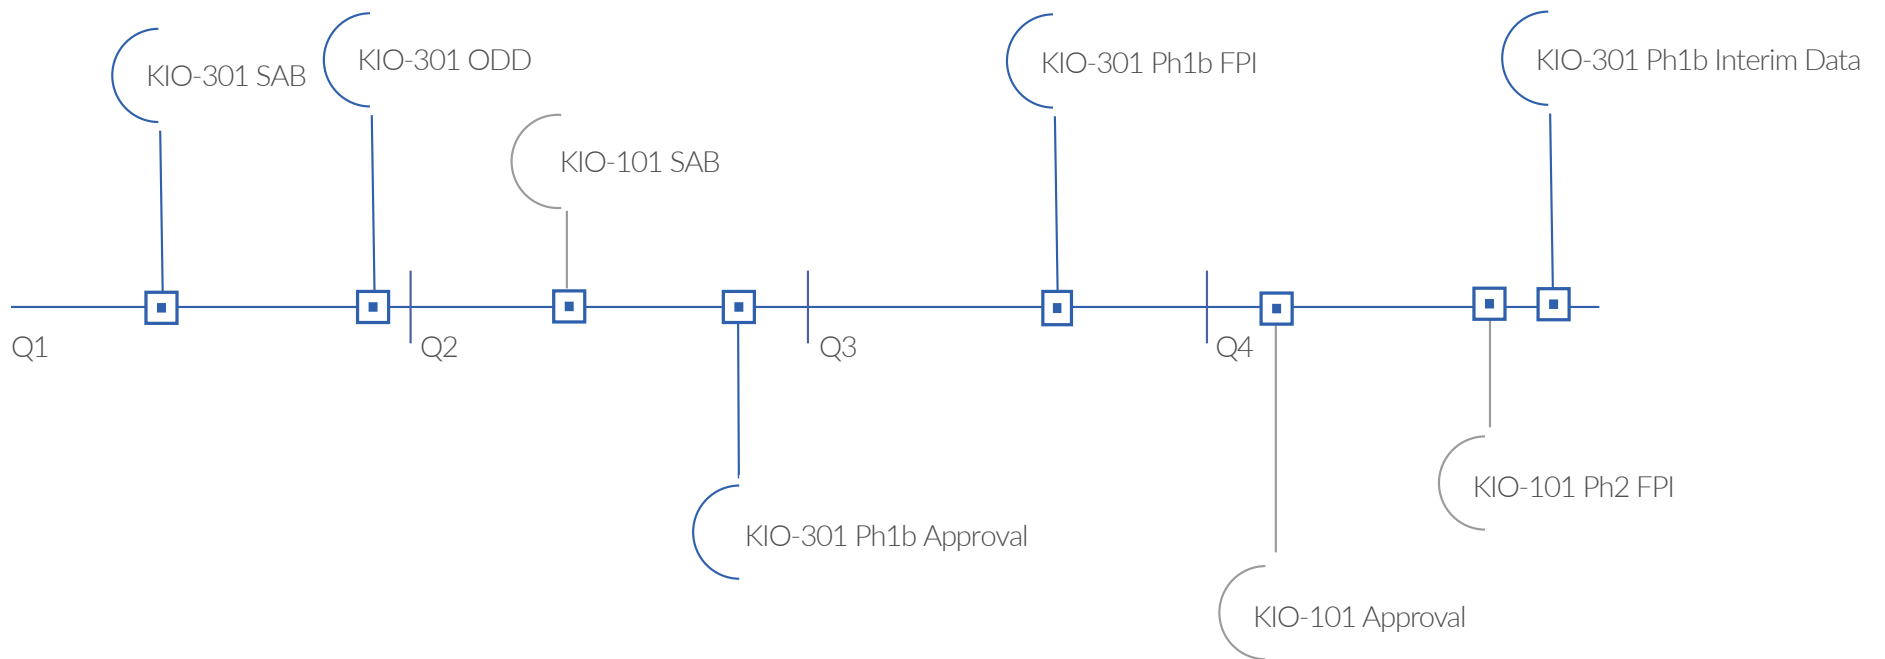 KIO-301 SAB
KIO-301 ODD
KIO-101 SAB
KIO-301 Ph1b FPI
KIO-301 Ph1b Interim Data
Q1
Q2
Q3
Q4
KIO-301 Ph1b Approval
KIO-101 Ph2 FPI
KIO-101 Approval